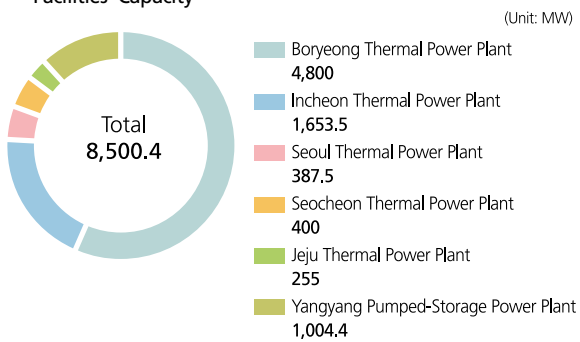 Facilities' Capacity
(Unit: MW)
Total
8,500.4
Boryeong Thermal Power Plant
4,800
Incheon Thermal Power Plant
1,653.5
Seoul Thermal Power Plant
387.5
Seocheon Thermal Power Plant
400
Jeju Thermal Power Plant
255
Yangyang Pumped-Storage Power Plant
1,004.4